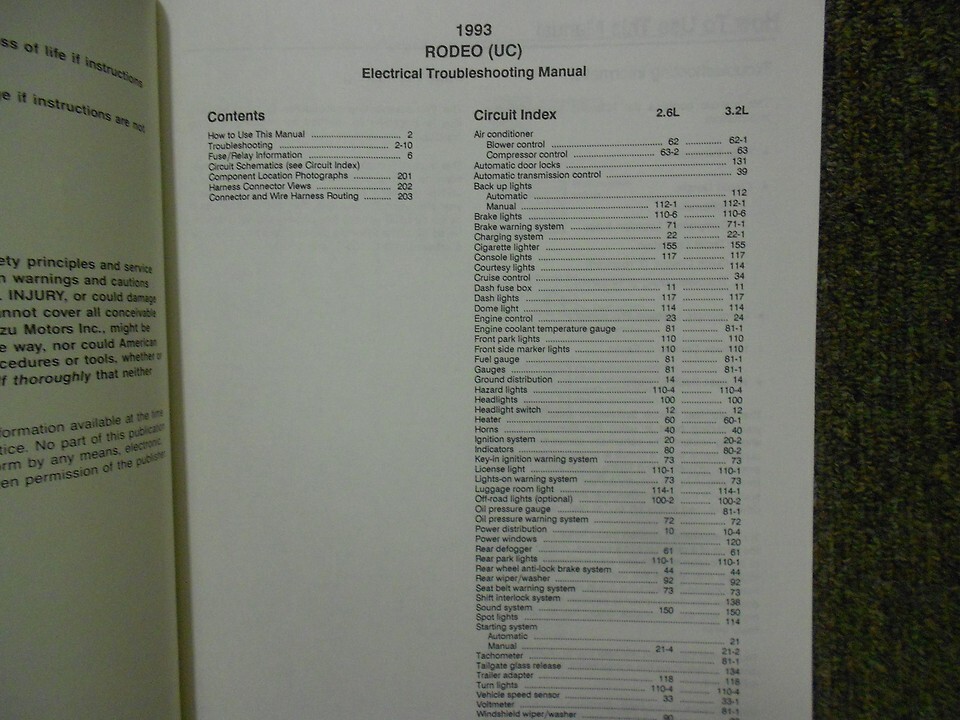 ss of life if instructions
e if instructions are not
ety principles and service
n warnings and cautions
INJURY, or could damage
nnot cover all conceivable
zu Motors Inc., might be
e way, nor could American
cedures or tools, whether or
f thoroughly that neither
formation available at the time
tice. No part of this publication
orm by any means, electronic,
en permission of the publisher
1993
RODEO (UC)
Electrical Troubleshooting Manual
Contents
How to Use This Manual 2
Troubleshooting 2-10
Fuse/Relay Information 6
Circuit Schematics (see Circuit Index)
Component Location Photographs 201
Harness Connector Views 202
Connector and Wire Harness Routing 203
Circuit Index 2.6L 3.2L
Air conditioner
Blower control 62 62-1
Compressor control 63-2 63
Automatic door locks 131
Automatic transmission control 39
Back up lights
Automatic 112
Manual 112-1 112-1
Brake lights 110-6 110-6
Brake warning system 71 71-1
Charging system 22 22-1
Cigarette lighter 155 155
Console lights 117 117
Courtesy lights 114
Cruise control 34
Dash fuse box 11 11
Dash lights 117 117
Dome light 114 114
Engine control 23 24
Engine coolant temperature gauge 81 81-1
Front park lights 110 110
Front side marker lights 110 110
Fuel gauge 81 81-1
Gauges 81 81-1
Ground distribution 14 14
Hazard lights 110-4 110-4
Headlights 100 100
Headlight switch 12 12
Heater 60 60-1
Horns 40 40
Ignition system 20 20-2
Indicators 80 80-2
Key-in ignition warning system 73 73
License light 110-1 110-1
Lights-on warning system 73 73
Luggage room light 114-1 114-1
Off-road lights (optional) 100-2 100-2
Oil pressure gauge 81-1
Oil pressure warning system 72 72
Power distribution 10 10-4
Power windows 120
Rear defogger 61 61
Rear park lights 110-1 110-1
Rear wheel anti-lock brake system 44 44
Rear wiper/washer 92 92
Seat belt warning system 73 73
Shift interlock system 138
Sound system 150 150
Spot lights 114
Starting system
Automatic 21
Manual 21-4 21-2
Tachometer 81-1
Tailgate glass release 134
Trailer adapter 118 118
Turn lights 110-4 110-4
Vehicle speed sensor 33 33-1
Voltmeter 81-1
Windshield wiper/washer